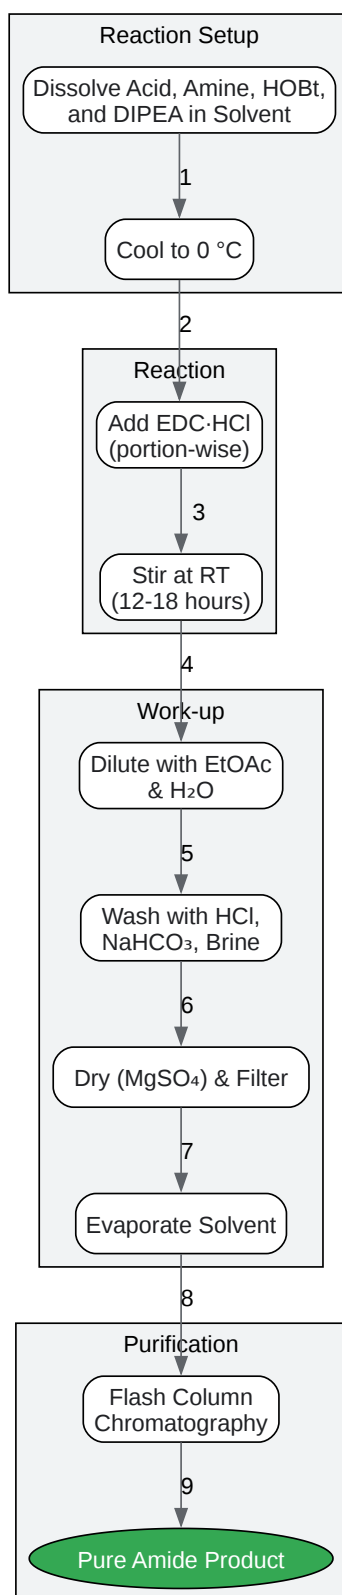 Reaction Setup
Dissolve Acid, Amine, HOBt,
and DIPEA in Solvent
1
Cool to 0 °C
2
Reaction
Add EDC·HCl
(portion-wise)
3
Stir at RT
(12-18 hours)
4
Work-up
Dilute with EtOAc
& H₂O
5
Wash with HCl,
NaHCO₃, Brine
6
Dry (MgSO₄) & Filter
7
Evaporate Solvent
8
Purification
Flash Column
Chromatography
9
Pure Amide Product